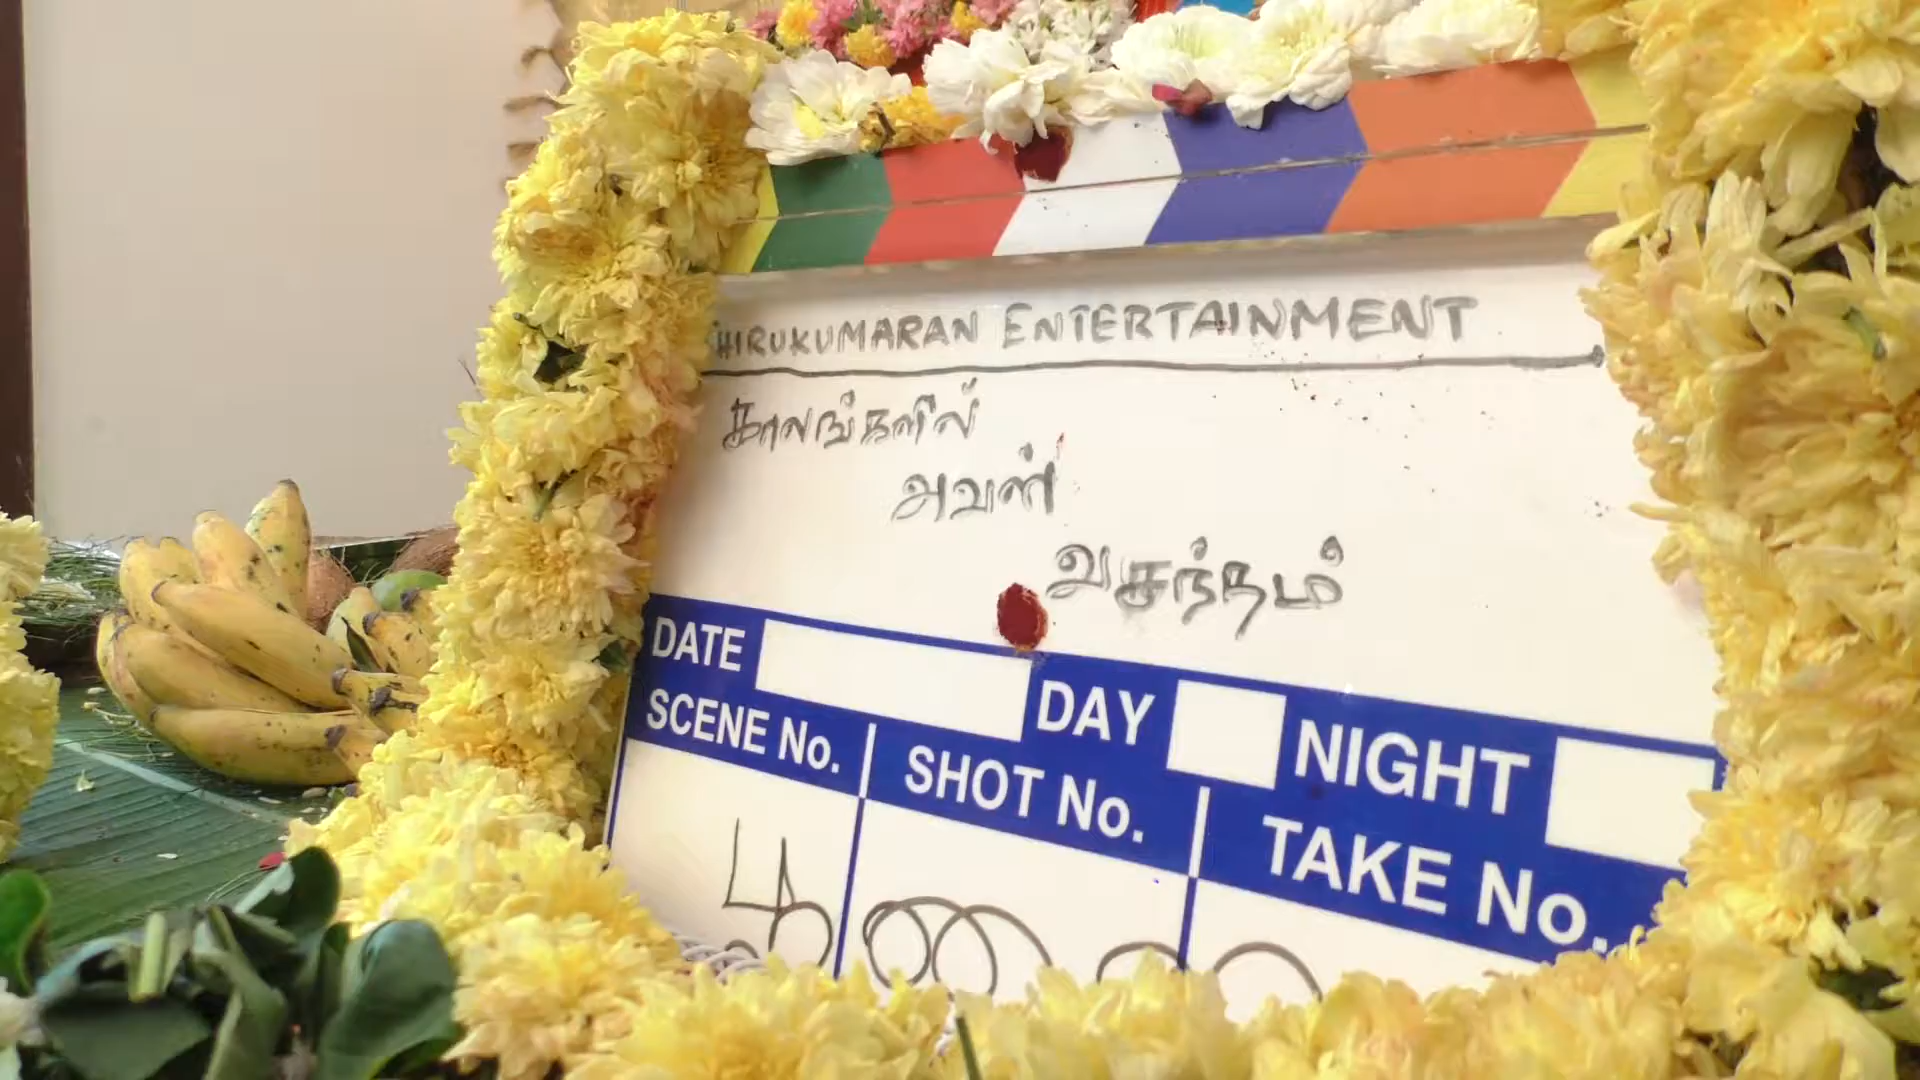 HIRUKUMARAN ENTERTAINMENT
காலங்களில்
அவள்
வசந்தம்
DATE DAY NIGHT
SCENE No. SHOT No. TAKE No.